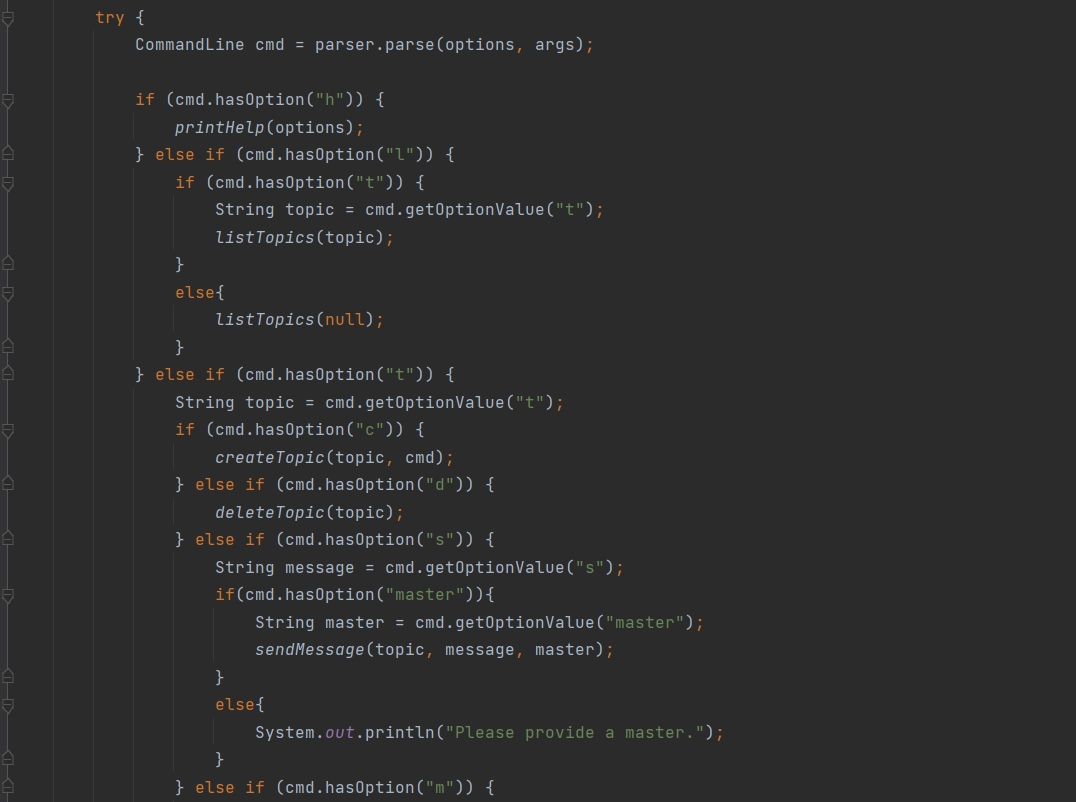 try {
    CommandLine cmd = parser.parse(options, args);

    if (cmd.hasOption("h")) {
        printHelp(options);
    } else if (cmd.hasOption("l")) {
        if (cmd.hasOption("t")) {
            String topic = cmd.getOptionValue("t");
            listTopics(topic);
        }
        else{
            listTopics(null);
        }
    } else if (cmd.hasOption("t")) {
        String topic = cmd.getOptionValue("t");
        if (cmd.hasOption("c")) {
            createTopic(topic, cmd);
        } else if (cmd.hasOption("d")) {
            deleteTopic(topic);
        } else if (cmd.hasOption("s")) {
            String message = cmd.getOptionValue("s");
            if(cmd.hasOption("master")){
                String master = cmd.getOptionValue("master");
                sendMessage(topic, message, master);
            }
            else{
                System.out.println("Please provide a master.");
            }
        } else if (cmd.hasOption("m")) {